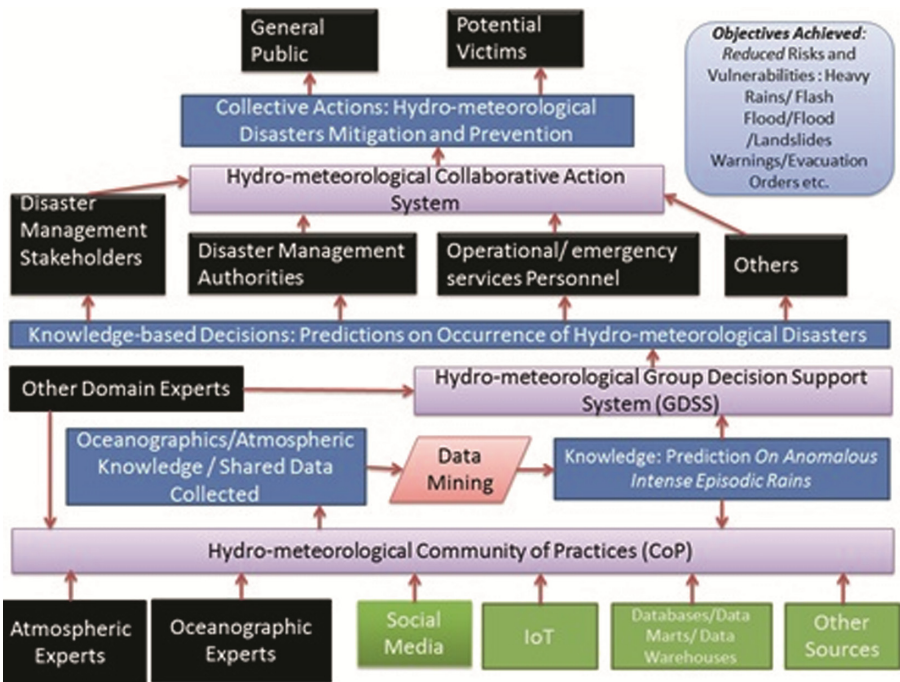 General
Public
Potential
Victims
Objectives Achieved:
Reduced Risks and
Vulnerabilities : Heavy
Rains/ Flash
Flood/Flood
/Landslides
Warnings/Evacuation
Orders etc.
Collective Actions: Hydro-meteorological
Disasters Mitigation and Prevention
Hydro-meteorological Collaborative Action
System
Disaster
Management
Stakeholders
Disaster Management
Authorities
Operational/ emergency
services Personnel
Others
Knowledge-based Decisions: Predictions on Occurrence of Hydro-meteorological Disasters
Other Domain Experts
Hydro-meteorological Group Decision Support
System (GDSS)
Oceanographics/Atmospheric
Knowledge / Shared Data
Collected
Data
Mining
Knowledge: Prediction On Anomalous
Intense Episodic Rains
Hydro-meteorological Community of Practices (CoP)
Atmospheric
Experts
Oceanographic
Experts
Social
Media
IoT
Databases/Data
Marts/ Data
Warehouses
Other
Sources